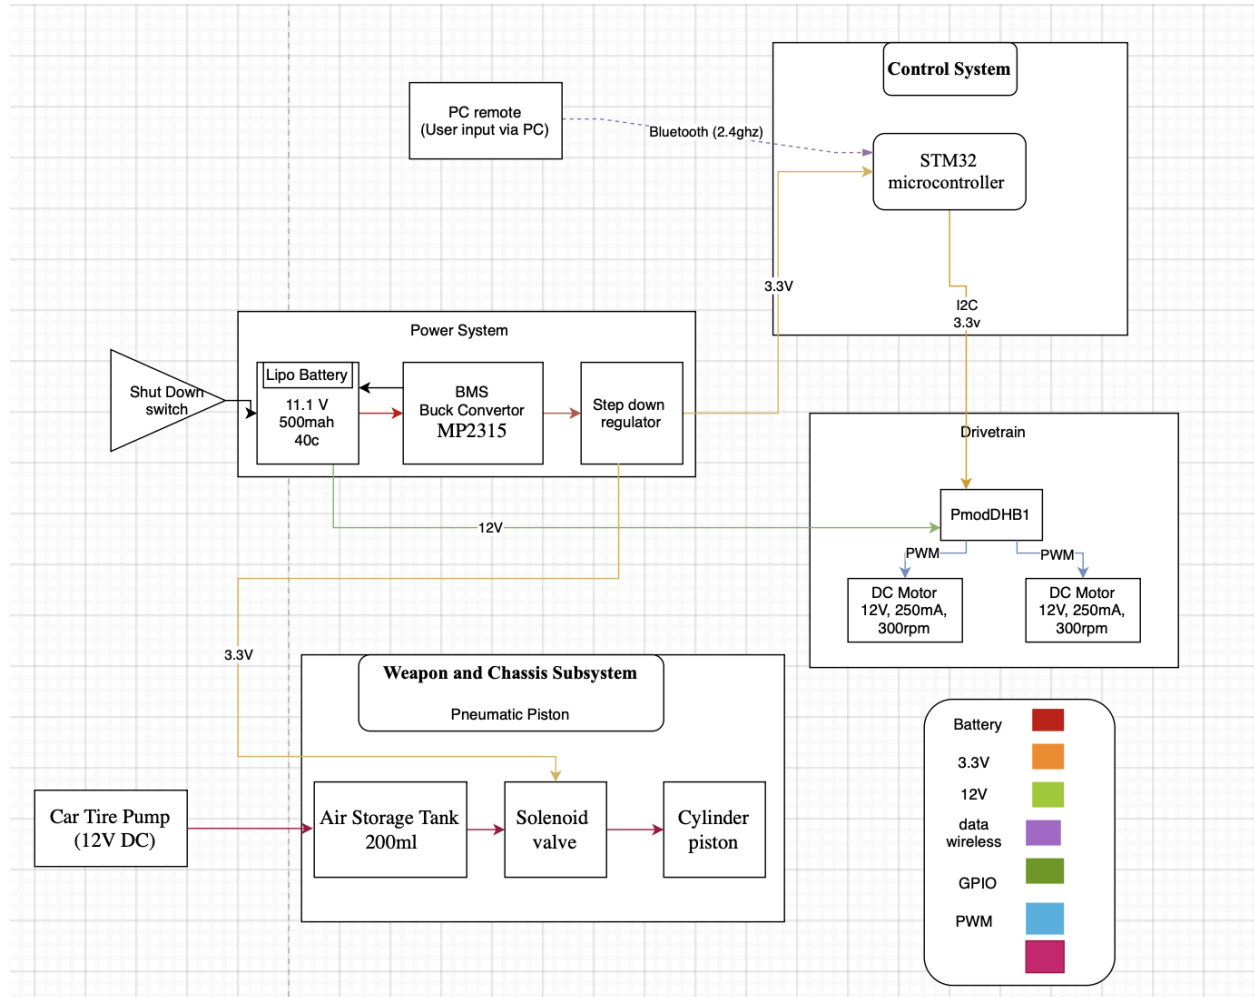 Control System
PC remote
(User input via PC)
Bluetooth (2.4ghz)
STM32
microcontroller
3.3V
I2C
3.3v
Power System
Shut Down
switch
Lipo Battery
11.1 V
500mah
40c
BMS
Buck Convertor
MP2315
Step down
regulator
12V
Drivetrain
PmodDHB1
PWM
PWM
DC Motor
12V, 250mA,
300rpm
DC Motor
12V, 250mA,
300rpm
3.3V
Weapon and Chassis Subsystem
Pneumatic Piston
Car Tire Pump
(12V DC)
Air Storage Tank
200ml
Solenoid
valve
Cylinder
piston
Battery
3.3V
12V
data
wireless
GPIO
PWM